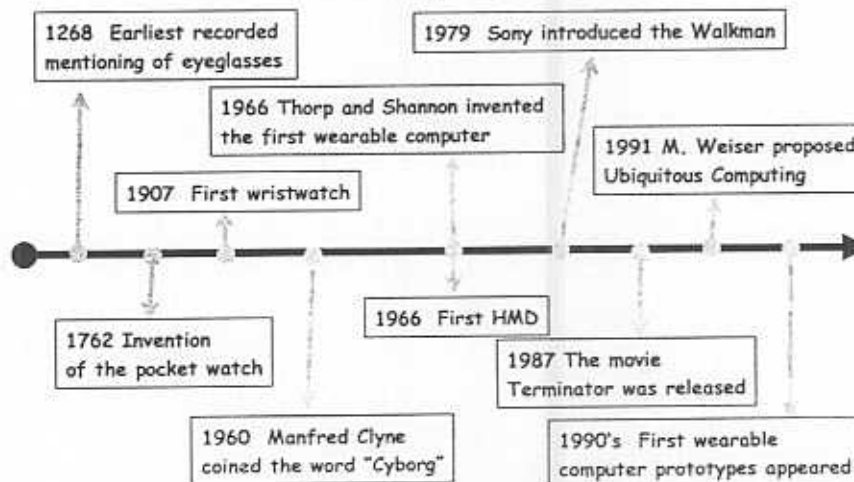 1268 Earliest recorded
mentioning of eyeglasses
1979 Sony introduced the Walkman
1966 Thorp and Shannon invented
the first wearable computer
1991 M. Weiser proposed
Ubiquitous Computing
1907 First wristwatch
1762 Invention
of the pocket watch
1966 First HMD
1987 The movie
Terminator was released
1960 Manfred Clyne
coined the word "Cyborg"
1990's First wearable
computer prototypes appeared